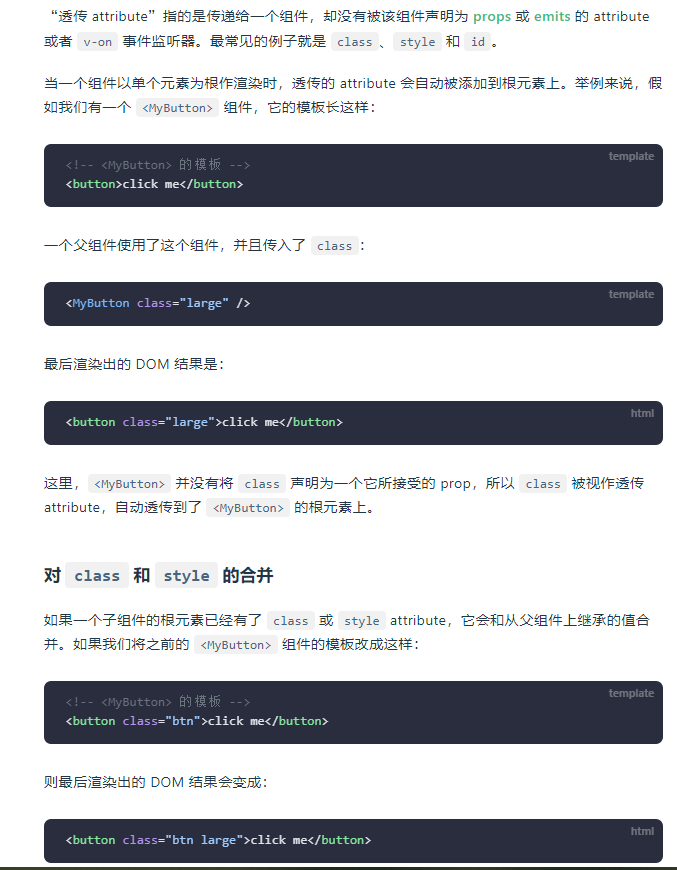 “透传 attribute”指的是传递给一个组件，却没有被该组件声明为 props 或 emits 的 attribute
或者 v-on 事件监听器。最常见的例子就是 class、style 和 id。
当一个组件以单个元素为根作渲染时，透传的 attribute 会自动被添加到根元素上。举例来说，假
如我们有一个 <MyButton> 组件，它的模板长这样：
template
<!-- <MyButton> 的模板 -->
<button>click me</button>
一个父组件使用了这个组件，并且传入了 class：
template
<MyButton class="large" />
最后渲染出的 DOM 结果是：
html
<button class="large">click me</button>
这里，<MyButton> 并没有将 class 声明为一个它所接受的 prop，所以 class 被视作透传
attribute，自动透传到了 <MyButton> 的根元素上。
对 class 和 style 的合并
如果一个子组件的根元素已经有了 class 或 style attribute，它会和从父组件上继承的值合
并。如果我们将之前的 <MyButton> 组件的模板改成这样：
template
<!-- <MyButton> 的模板 -->
<button class="btn">click me</button>
则最后渲染出的 DOM 结果会变成：
html
<button class="btn large">click me</button>